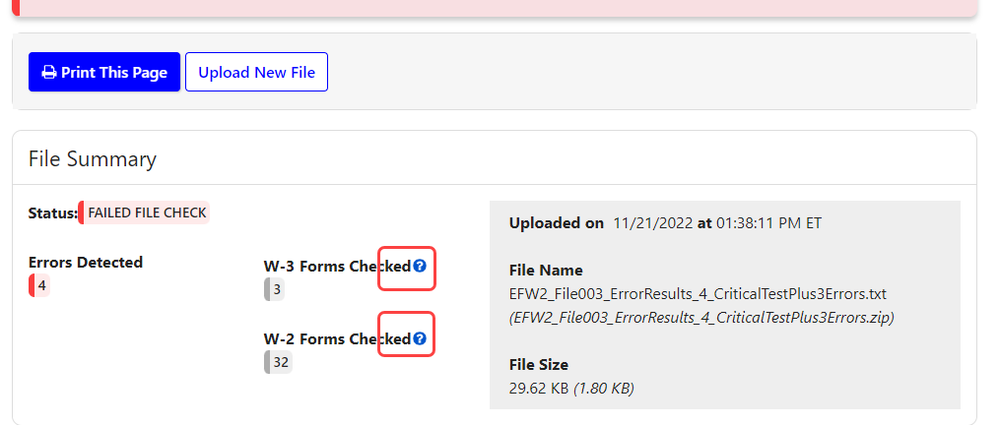 Print This Page
Upload New File
File Summary
Status: FAILED FILE CHECK
Errors Detected
4
W-3 Forms Checked
3
W-2 Forms Checked
32
Uploaded on 11/21/2022 at 01:38:11 PM ET
File Name
EFW2_File003_ErrorResults_4_CriticalTestPlus3Errors.txt
(EFW2_File003_ErrorResults_4_CriticalTestPlus3Errors.zip)
File Size
29.62 KB (1.80 KB)